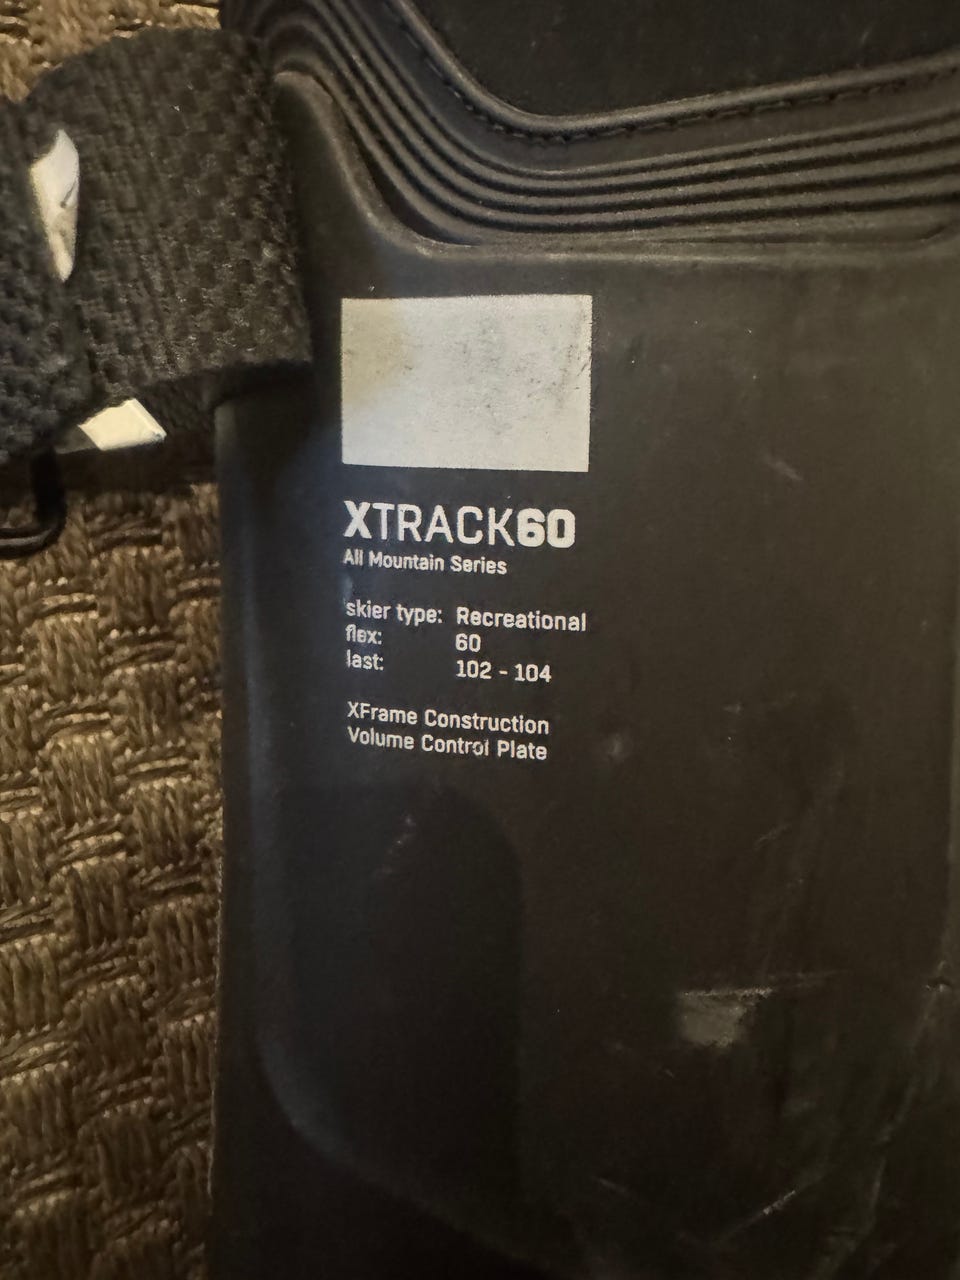 XTRACK60
All Mountain Series
skier type: Recreational
flex: 60
last: 102 - 104
XFrame Construction
Volume Control Plate